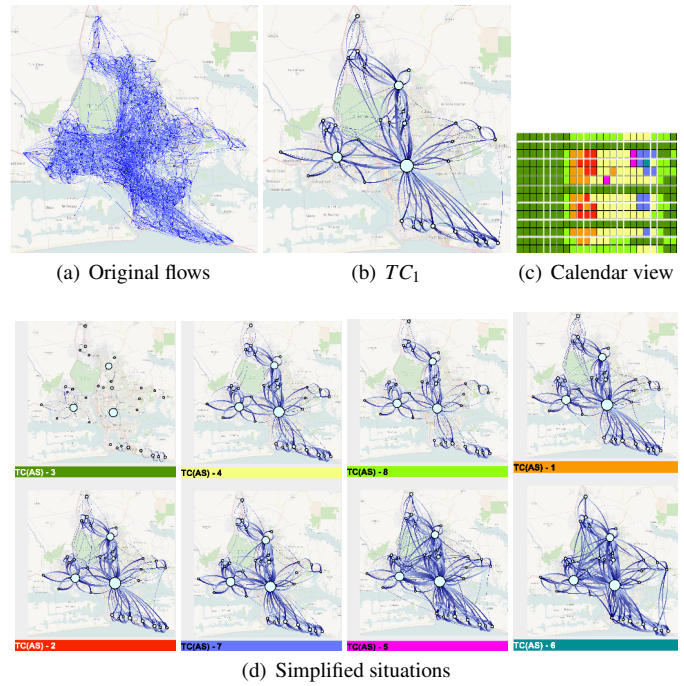 (a) Original flows
(b) TC₁
(c) Calendar view
TC(AS) - 3
TC(AS) - 4
TC(AS) - 8
TC(AS) - 1
TC(AS) - 2
TC(AS) - 7
TC(AS) - 5
TC(AS) - 6
(d) Simplified situations